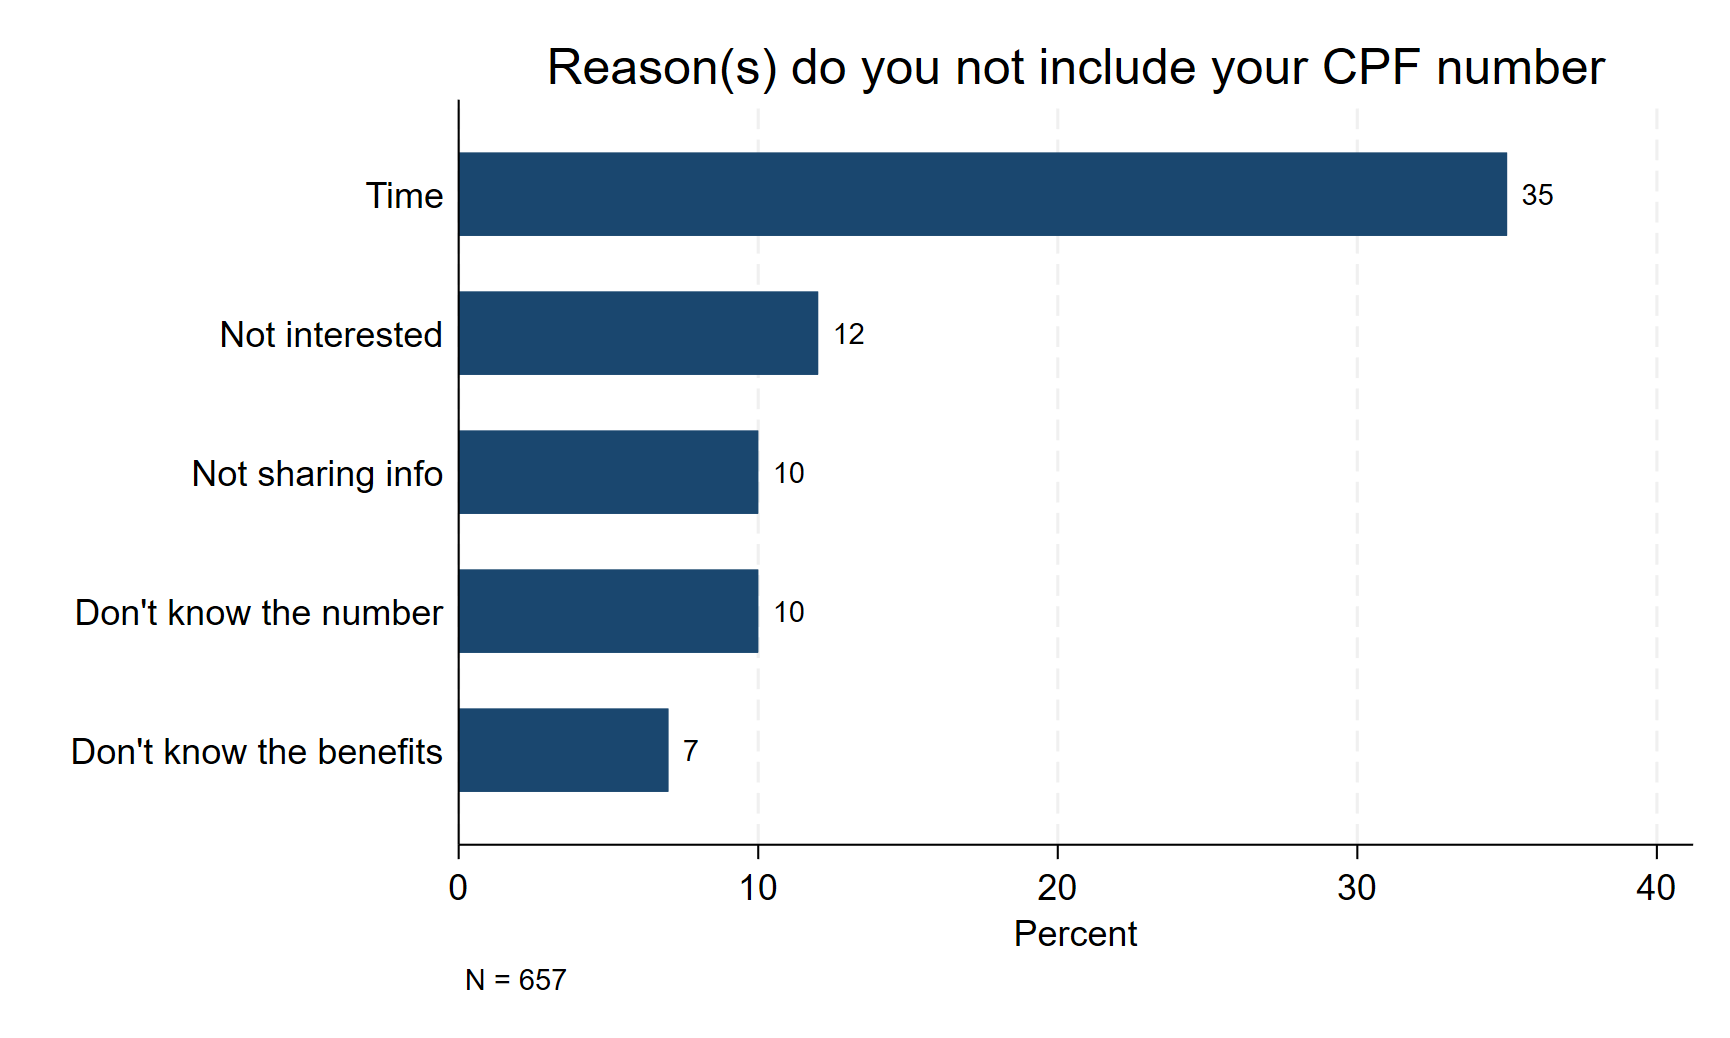 Reason(s) do you not include your CPF number
Time
35
Not interested
12
Not sharing info
10
Don't know the number
10
Don't know the benefits
7
0 10 20 30 40
Percent
N = 657